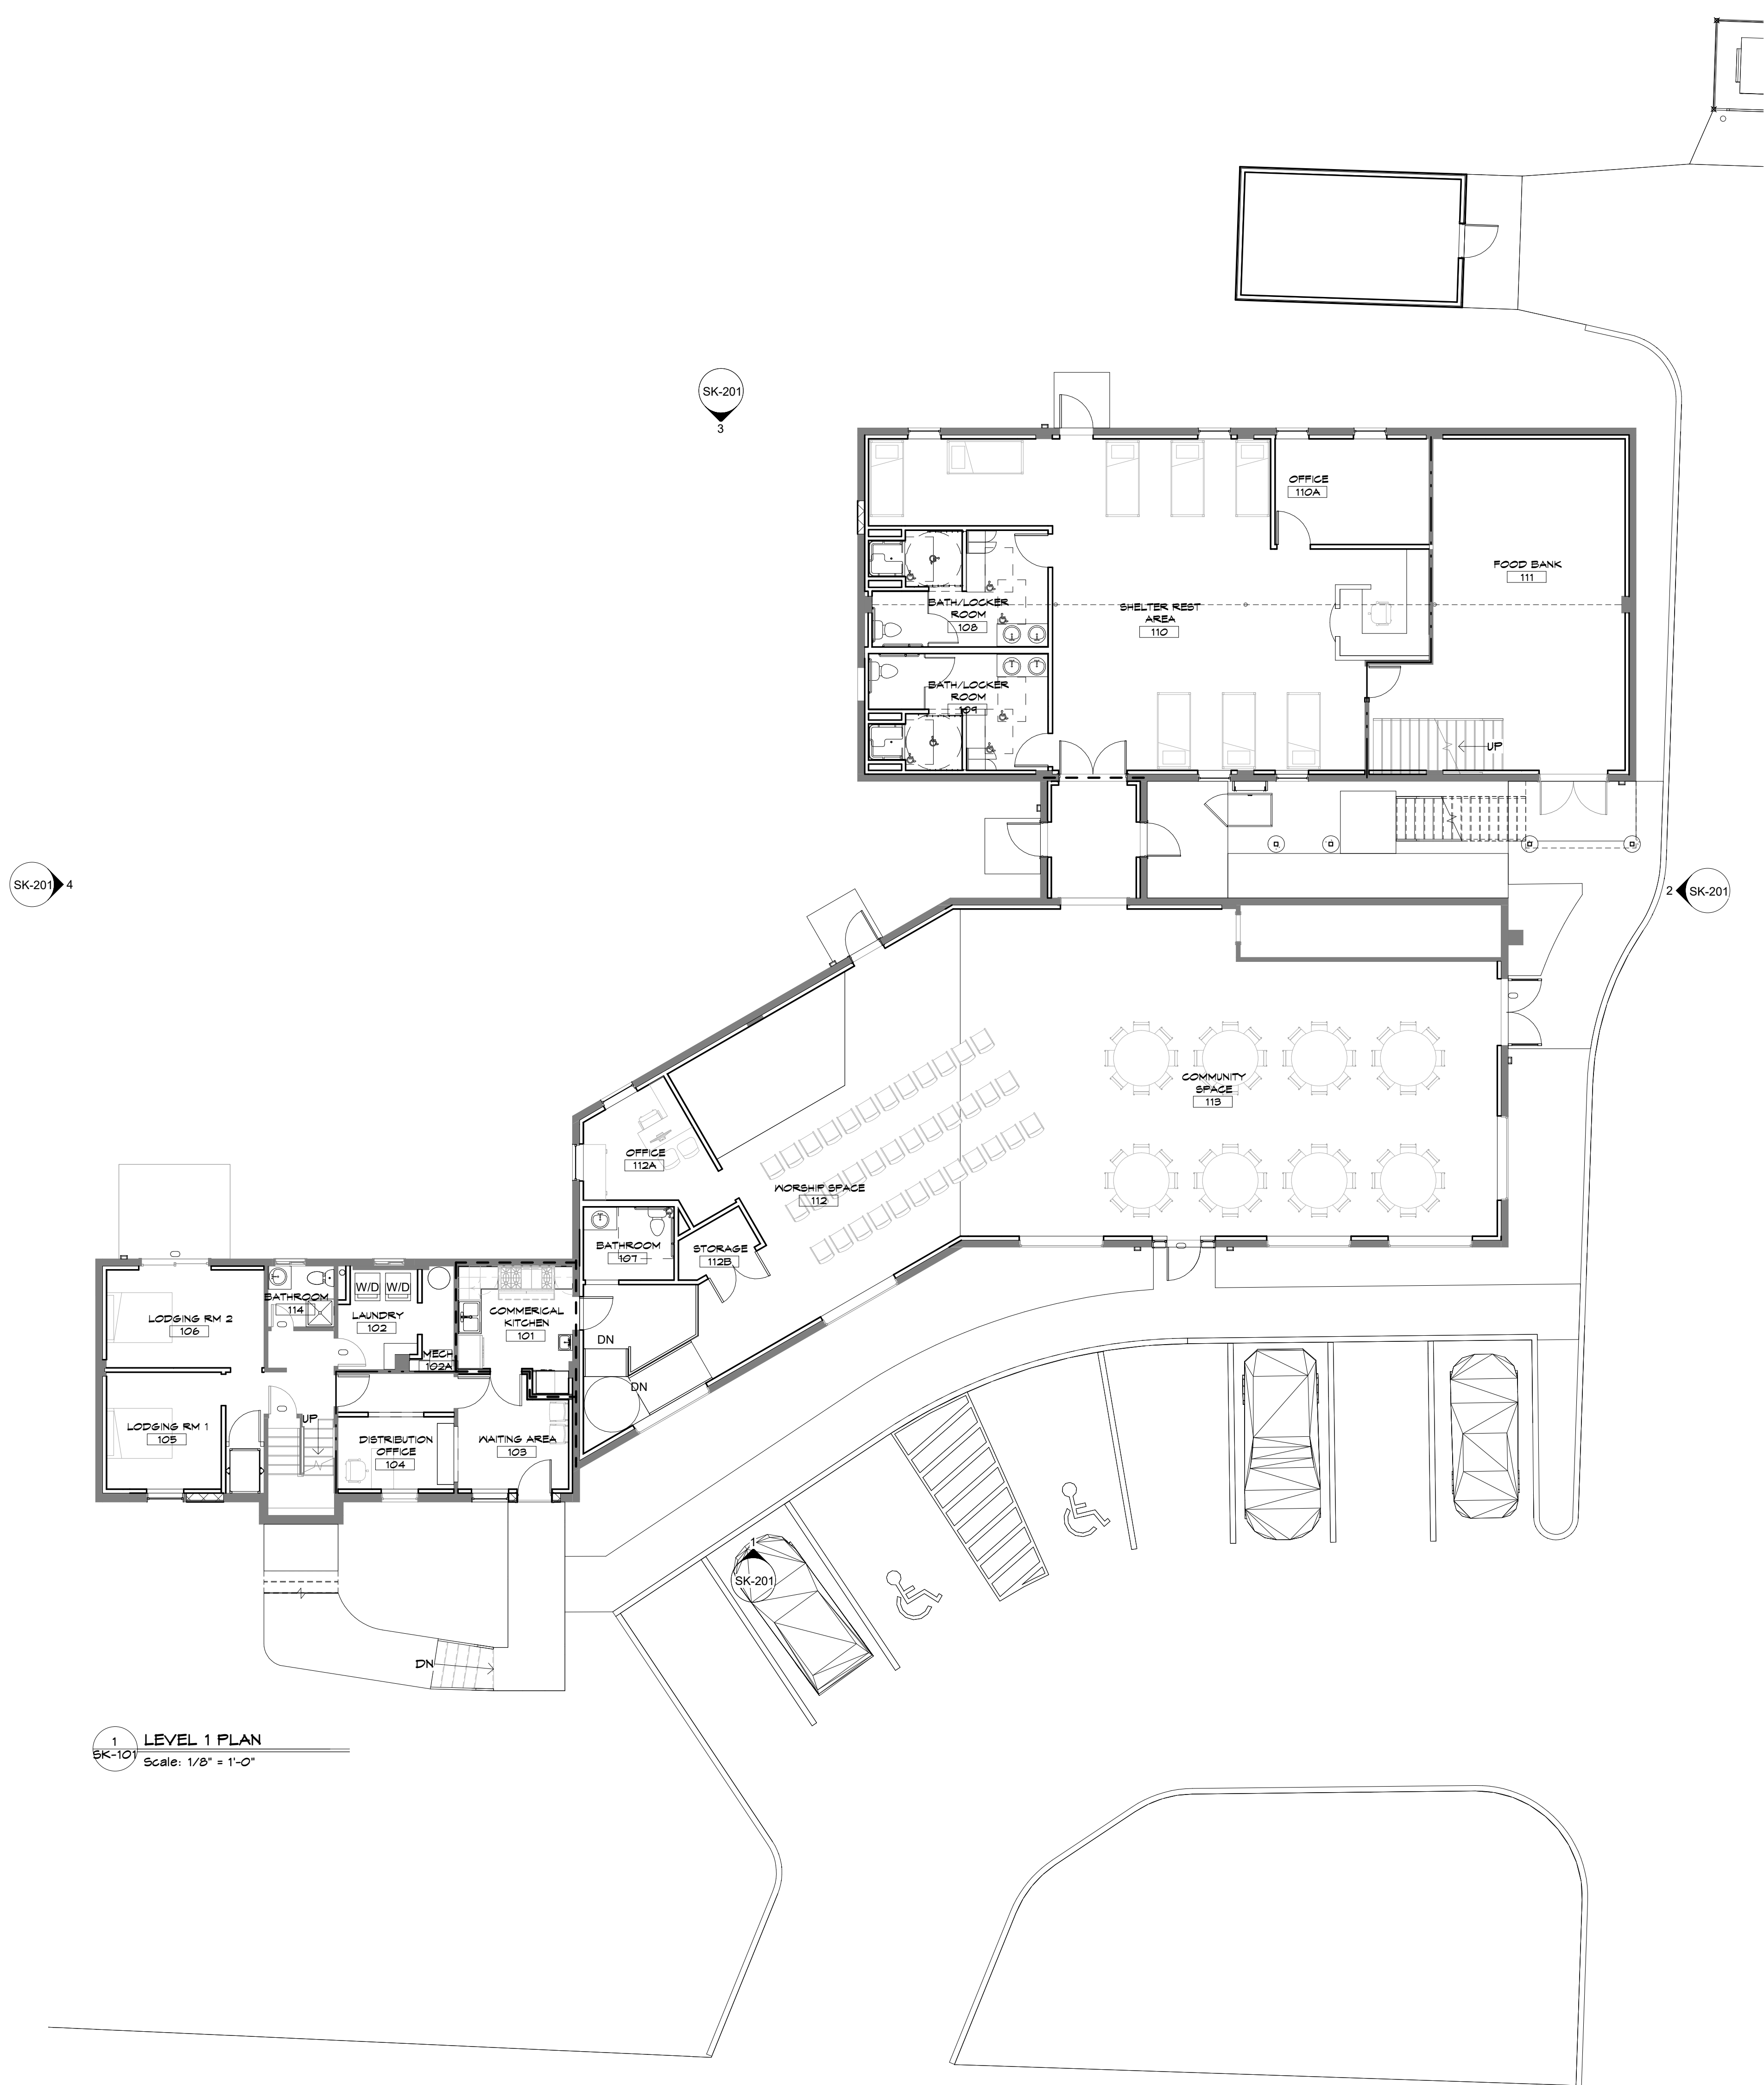 SK-201
3
OFFICE
110A
FOOD BANK
111
BATH/LOCKER
ROOM
108
SHELTER REST
AREA
110
BATH/LOCKER
ROOM
109
UP
SK-201 4
2 SK-201
COMMUNITY
SPACE
113
OFFICE
112A
WORSHIP SPACE
112
BATHROOM
107
STORAGE
112B
W/D W/D
BATHROOM
114
LODGING RM 2
106
LAUNDRY
102
COMMERICAL
KITCHEN
101
MECH
102A
DN
DN
UP
LODGING RM 1
105
DISTRIBUTION
OFFICE
104
WAITING AREA
103
1
SK-201
DN
1
SK-101
LEVEL 1 PLAN
Scale: 1/8" = 1'-0"